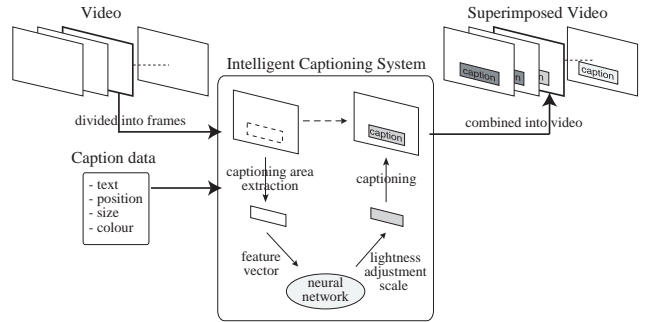 Video
Superimposed Video
Intelligent Captioning System
caption
caption
divided into frames
combined into video
caption
Caption data
- text
- position
- size
- colour
captioning area
extraction
captioning
feature
vector
lightness
adjustment
scale
neural
network